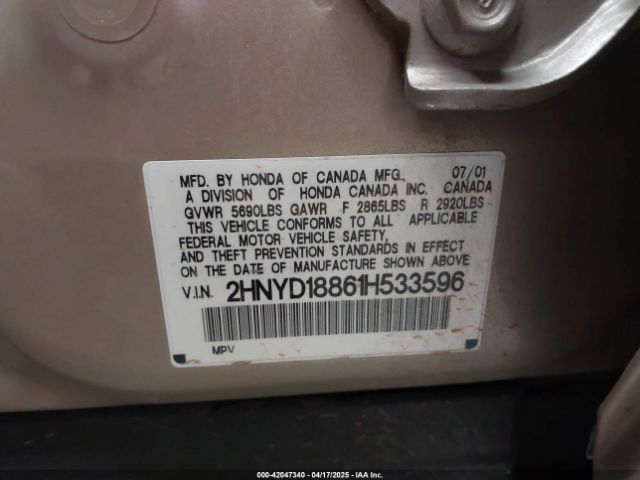 MFD. BY HONDA OF CANADA MFG., 07/01
A DIVISION OF HONDA CANADA INC. CANADA
GVWR 5690LBS GAWR F 2865LBS R 2920LBS
THIS VEHICLE CONFORMS TO ALL APPLICABLE
FEDERAL MOTOR VEHICLE SAFETY,
AND THEFT PREVENTION STANDARDS IN EFFECT
ON THE DATE OF MANUFACTURE SHOWN ABOVE.
V.I.N. 2HNYD18861H533596
MPV
000-42047340 - 04/17/2025 - IAA Inc.